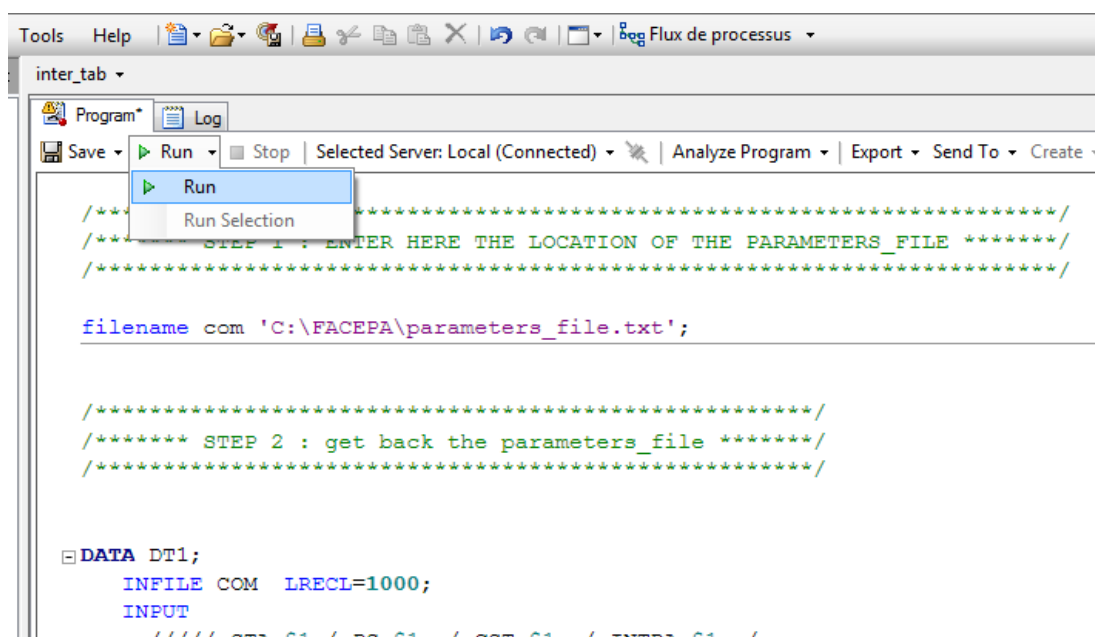 Tools Help Flux de processus
inter_tab
Program* Log
Save Run Stop Selected Server: Local (Connected) Analyze Program Export Send To Create
Run
Run Selection
/*** *****************************************************/
/******* STEP 1 : ENTER HERE THE LOCATION OF THE PARAMETERS_FILE *******/
/***********************************************************************/
filename com 'C:\FACEPA\parameters_file.txt';
/*****************************************************/
/******* STEP 2 : get back the parameters_file *******/
/*****************************************************/
DATA DT1;
INFILE COM LRECL=1000;
INPUT